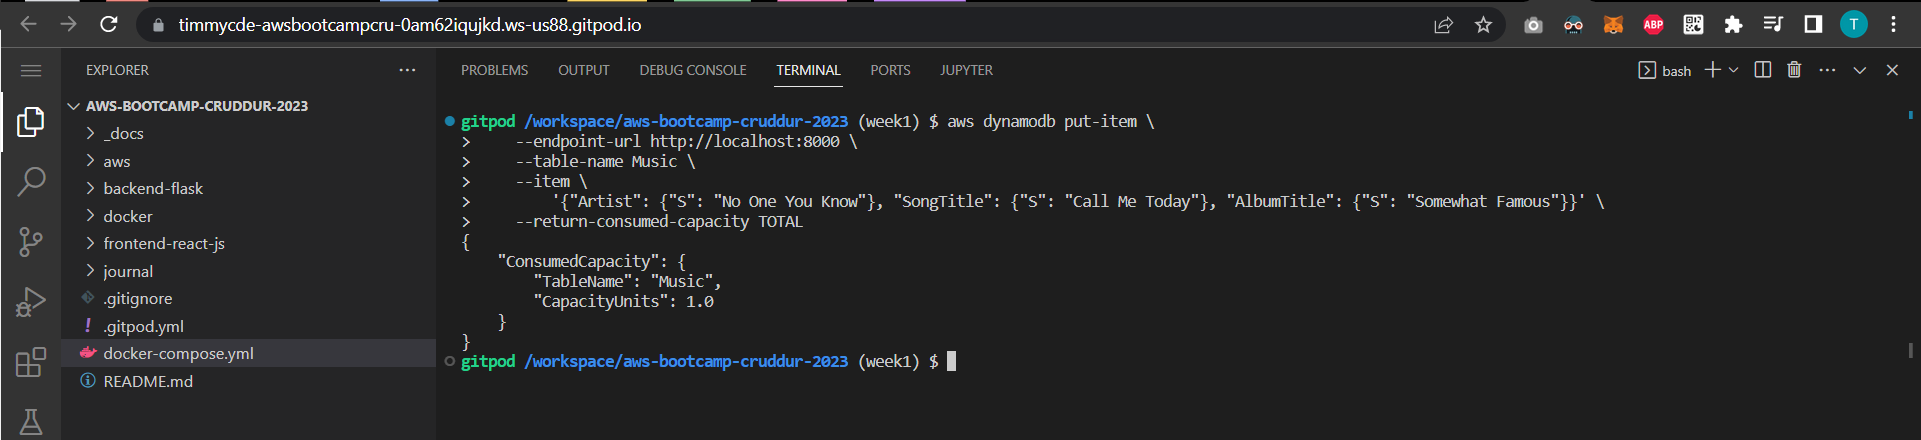 timmycde-awsbootcampcru-0am62iqujkd.ws-us88.gitpod.io
ABP
T
EXPLORER
AWS-BOOTCAMP-CRUDDUR-2023
_docs
aws
backend-flask
docker
frontend-react-js
journal
.gitignore
! .gitpod.yml
docker-compose.yml
README.md
PROBLEMS OUTPUT DEBUG CONSOLE TERMINAL PORTS JUPYTER
bash
gitpod /workspace/aws-bootcamp-cruddur-2023 (week1) $ aws dynamodb put-item \
>     --endpoint-url http://localhost:8000 \
>     --table-name Music \
>     --item \
>         '{"Artist": {"S": "No One You Know"}, "SongTitle": {"S": "Call Me Today"}, "AlbumTitle": {"S": "Somewhat Famous"}}' \
>     --return-consumed-capacity TOTAL
{
    "ConsumedCapacity": {
        "TableName": "Music",
        "CapacityUnits": 1.0
    }
}
gitpod /workspace/aws-bootcamp-cruddur-2023 (week1) $